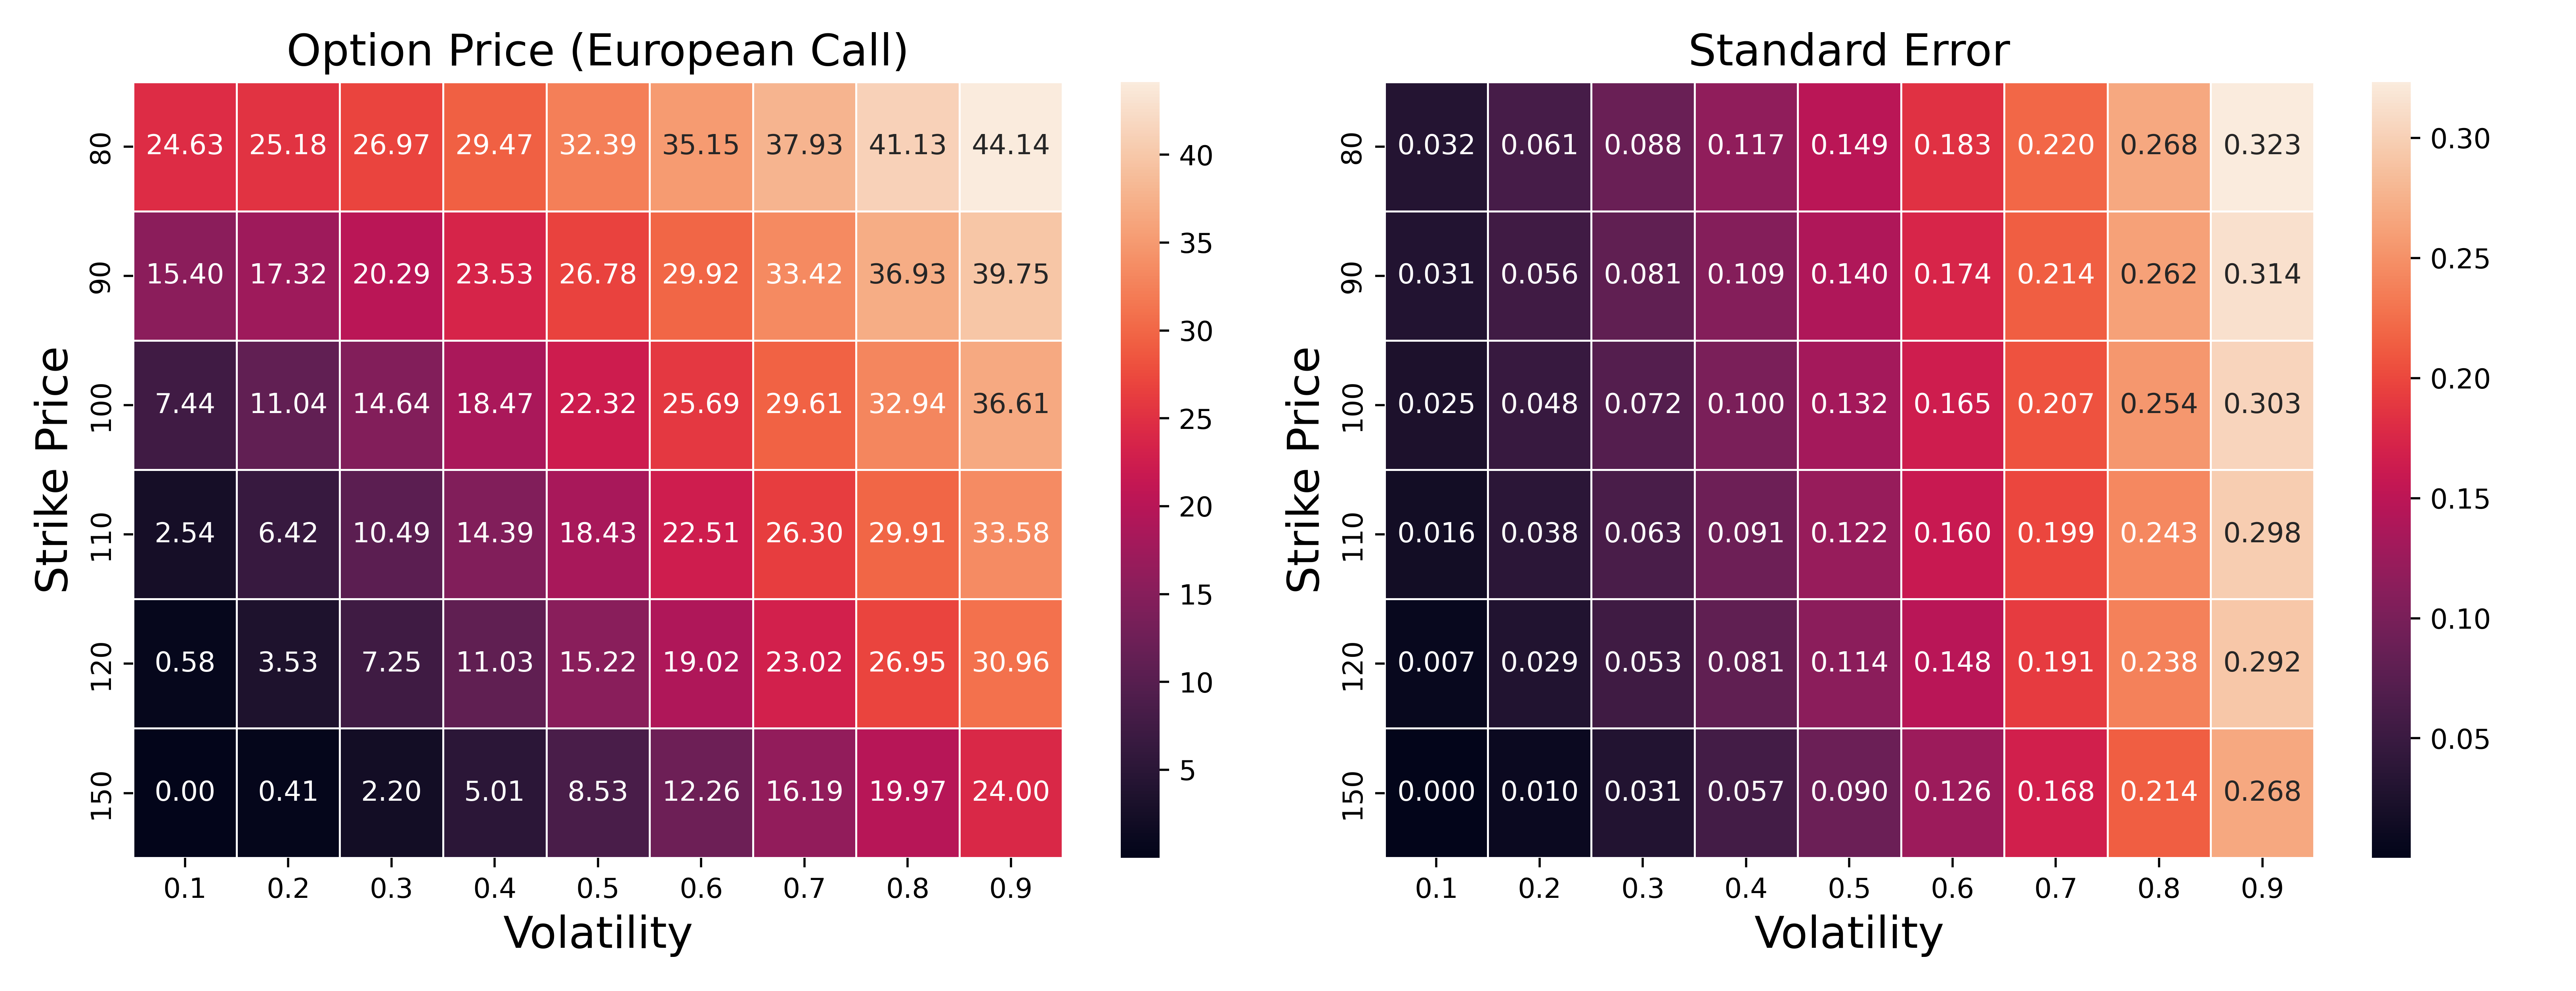 Option Price (European Call)
Strike Price
80 24.63 25.18 26.97 29.47 32.39 35.15 37.93 41.13 44.14
90 15.40 17.32 20.29 23.53 26.78 29.92 33.42 36.93 39.75
100 7.44 11.04 14.64 18.47 22.32 25.69 29.61 32.94 36.61
110 2.54 6.42 10.49 14.39 18.43 22.51 26.30 29.91 33.58
120 0.58 3.53 7.25 11.03 15.22 19.02 23.02 26.95 30.96
150 0.00 0.41 2.20 5.01 8.53 12.26 16.19 19.97 24.00
0.1 0.2 0.3 0.4 0.5 0.6 0.7 0.8 0.9
Volatility
40
35
30
25
20
15
10
5
Standard Error
Strike Price
80 0.032 0.061 0.088 0.117 0.149 0.183 0.220 0.268 0.323
90 0.031 0.056 0.081 0.109 0.140 0.174 0.214 0.262 0.314
100 0.025 0.048 0.072 0.100 0.132 0.165 0.207 0.254 0.303
110 0.016 0.038 0.063 0.091 0.122 0.160 0.199 0.243 0.298
120 0.007 0.029 0.053 0.081 0.114 0.148 0.191 0.238 0.292
150 0.000 0.010 0.031 0.057 0.090 0.126 0.168 0.214 0.268
0.1 0.2 0.3 0.4 0.5 0.6 0.7 0.8 0.9
Volatility
0.30
0.25
0.20
0.15
0.10
0.05